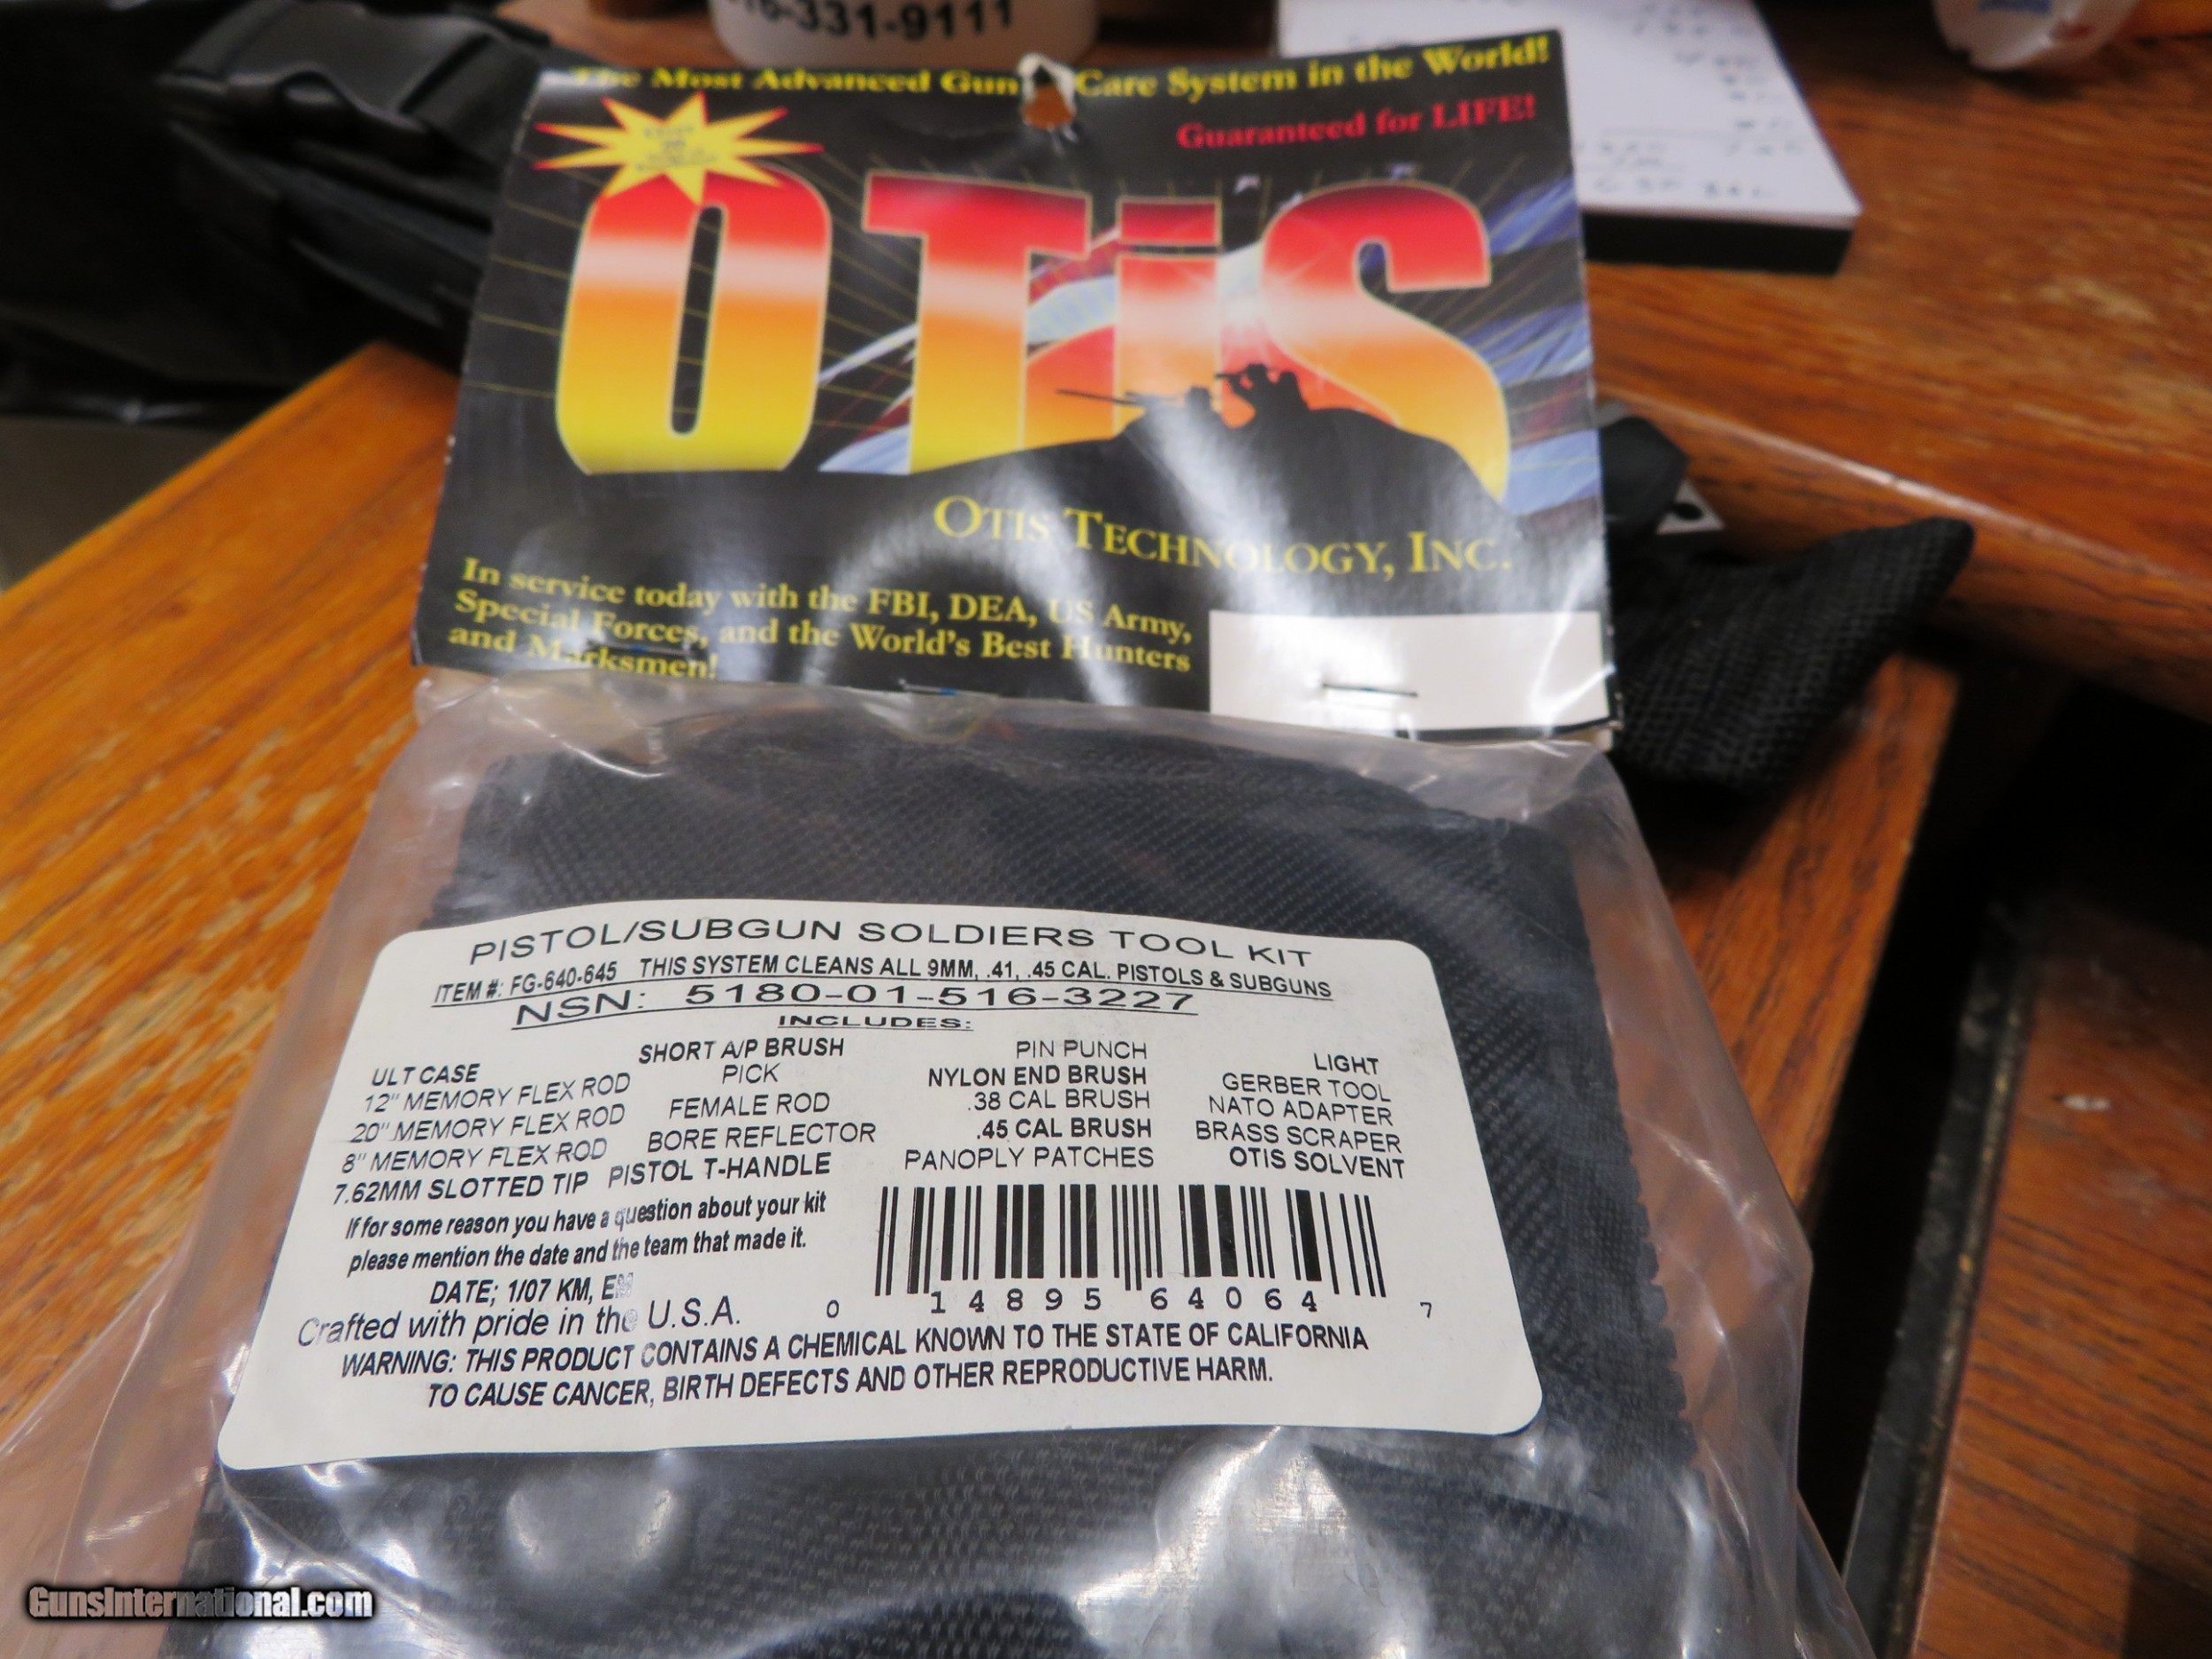 331-9111
The Most Advanced Gun Care System in the World!
Guaranteed for LIFE!
OTiS
OTIS TECHNOLOGY, INC.
In service today with the FBI, DEA, US Army,
Special Forces, and the World's Best Hunters
and Marksmen!
PISTOL/SUBGUN SOLDIERS TOOL KIT
ITEM #: FG-640-645 THIS SYSTEM CLEANS ALL 9MM, .41, .45 CAL. PISTOLS & SUBGUNS
NSN: 5180-01-516-3227
INCLUDES:
ULT CASE
12" MEMORY FLEX ROD
20" MEMORY FLEX ROD
8" MEMORY FLEX ROD
7.62MM SLOTTED TIP
SHORT A/P BRUSH
PICK
FEMALE ROD
BORE REFLECTOR
PISTOL T-HANDLE
PIN PUNCH
NYLON END BRUSH
.38 CAL BRUSH
.45 CAL BRUSH
PANOPLY PATCHES
LIGHT
GERBER TOOL
NATO ADAPTER
BRASS SCRAPER
OTIS SOLVENT
If for some reason you have a question about your kit
please mention the date and the team that made it.
DATE; 1/07 KM,
Crafted with pride in the U.S.A.
0 14895 64064 7
WARNING: THIS PRODUCT CONTAINS A CHEMICAL KNOWN TO THE STATE OF CALIFORNIA
TO CAUSE CANCER, BIRTH DEFECTS AND OTHER REPRODUCTIVE HARM.
GunsInternational.com